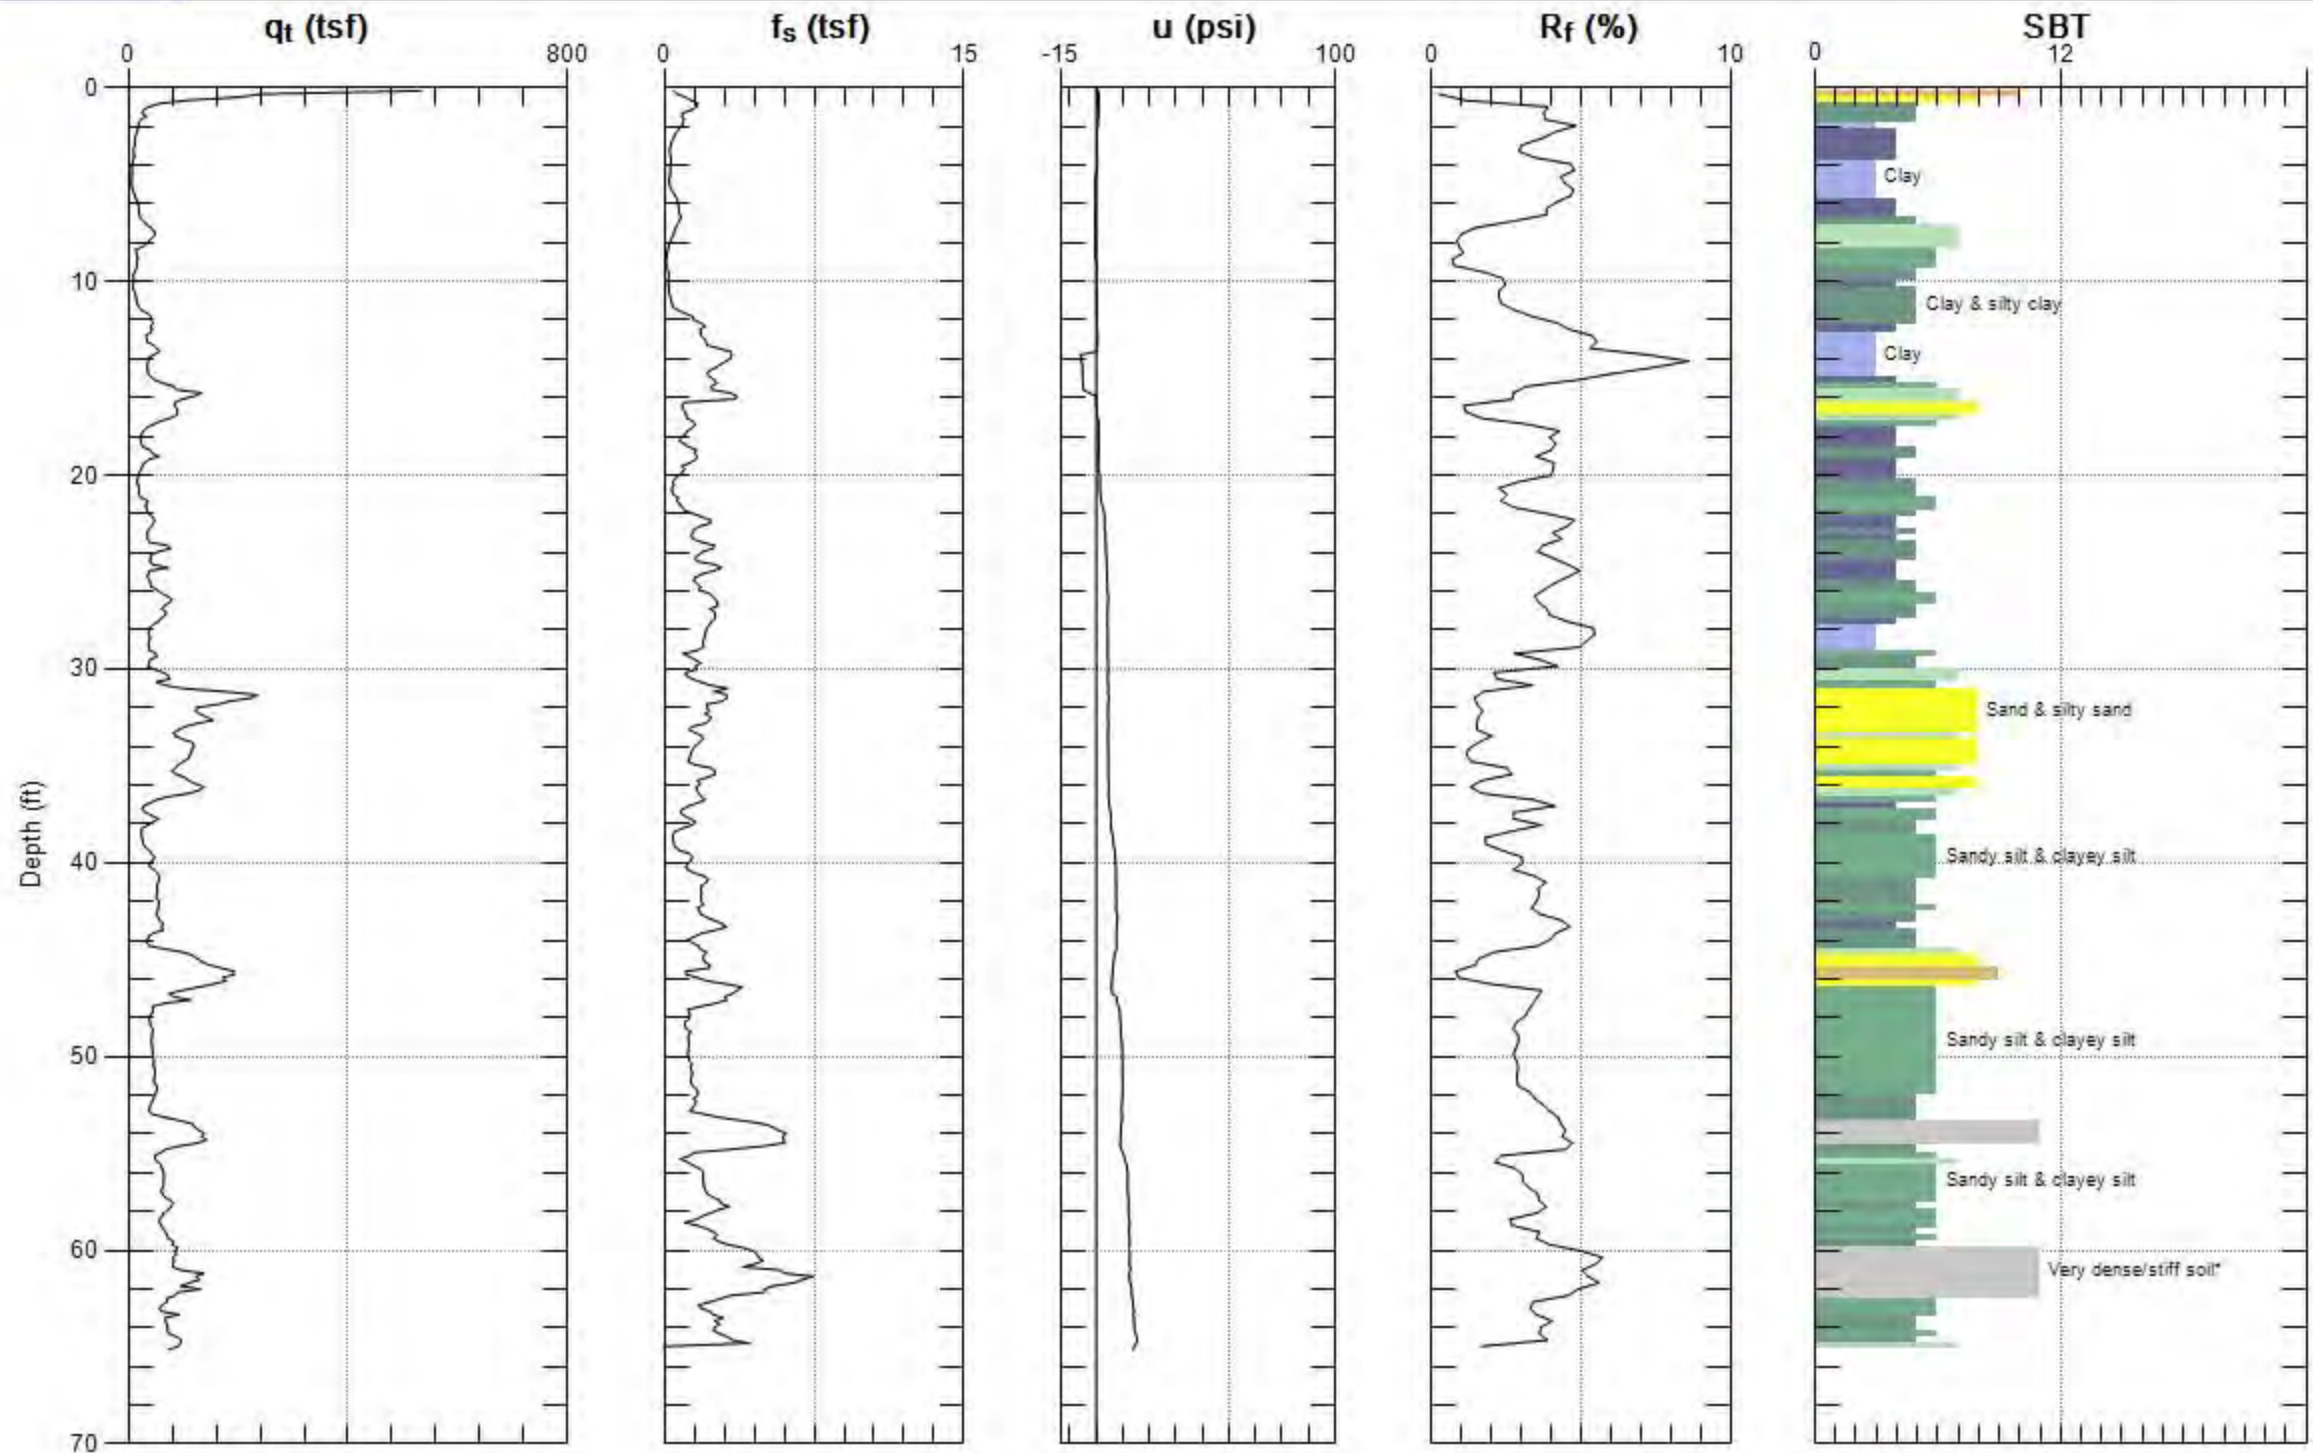 qt (tsf)
fs (tsf)
u (psi)
Rf (%)
SBT
0 800
0 15
-15 100
0 10
0 12
Depth (ft)
0
10
20
30
40
50
60
70
Clay
Clay & silty clay
Clay
Sand & silty sand
Sandy silt & clayey silt
Sandy silt & clayey silt
Sandy silt & clayey silt
Very dense/stiff soil*